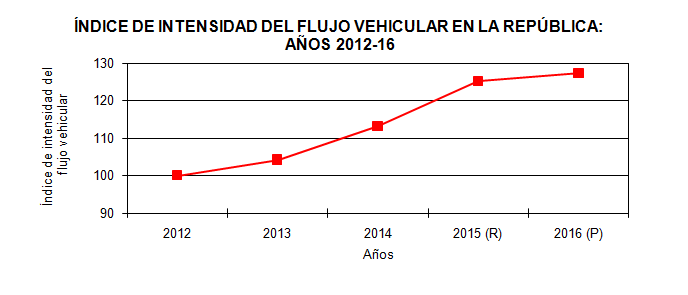 ÍNDICE DE INTENSIDAD DEL FLUJO VEHICULAR EN LA REPÚBLICA:
AÑOS 2012-16
Índice de intensidad del
flujo vehicular
130
120
110
100
90
2012 2013 2014 2015 (R) 2016 (P)
Años